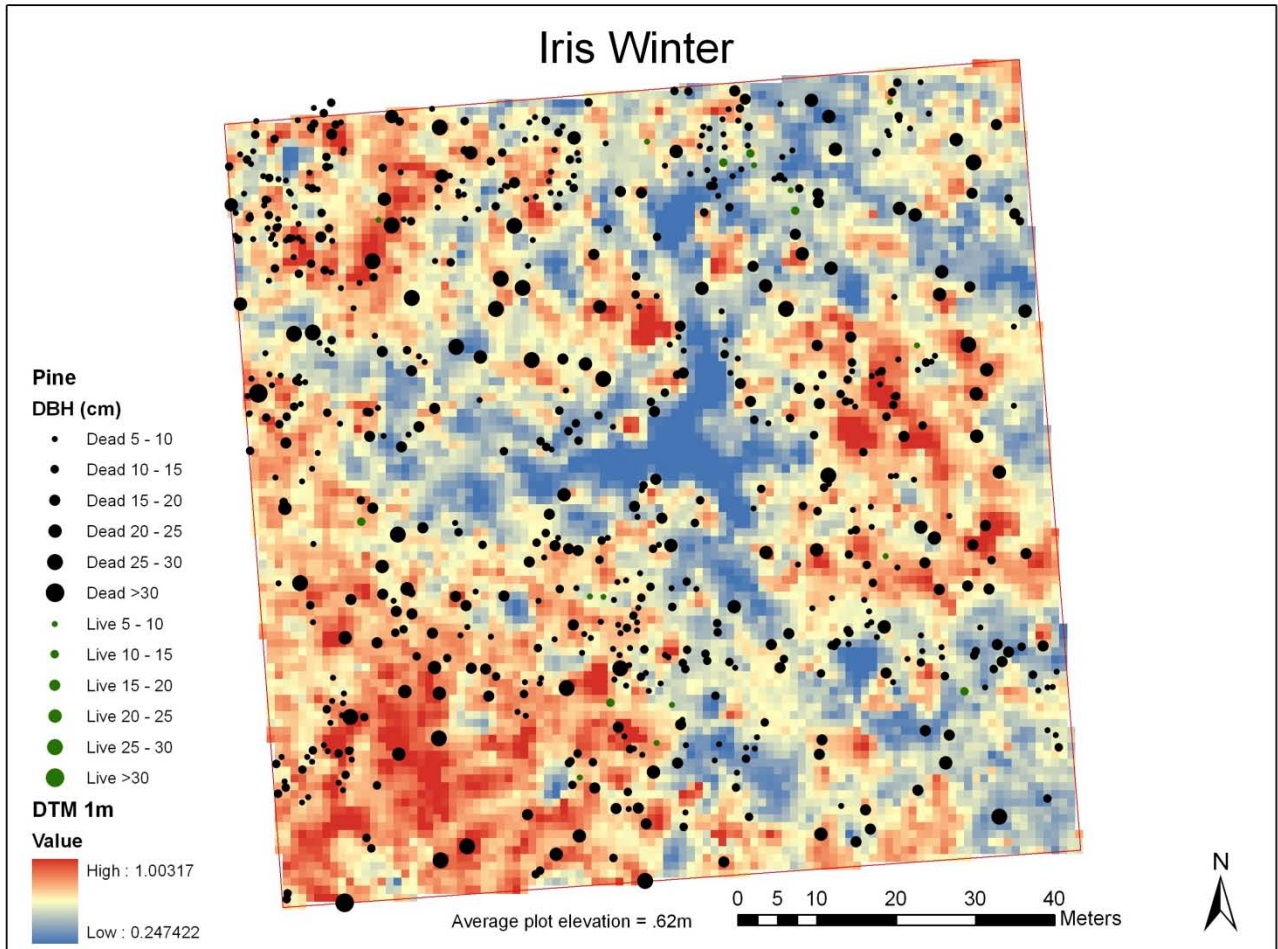 Iris Winter
Pine
DBH (cm)
Dead 5 - 10
Dead 10 - 15
Dead 15 - 20
Dead 20 - 25
Dead 25 - 30
Dead >30
Live 5 - 10
Live 10 - 15
Live 15 - 20
Live 20 - 25
Live 25 - 30
Live >30
DTM 1m
Value
High : 1.00317
Low : 0.247422
Average plot elevation = .62m
0 5 10 20 30 40
Meters
N